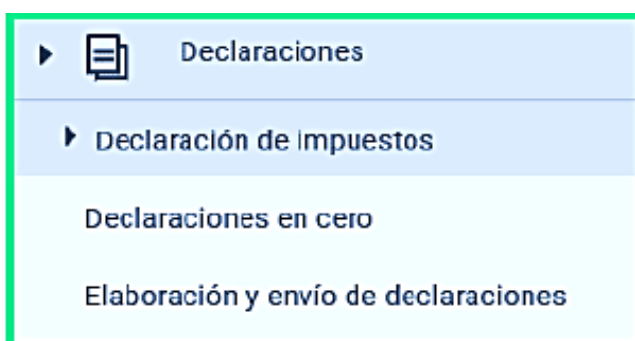 Declaraciones
Declaración de impuestos
Declaraciones en cero
Elaboración y envío de declaraciones